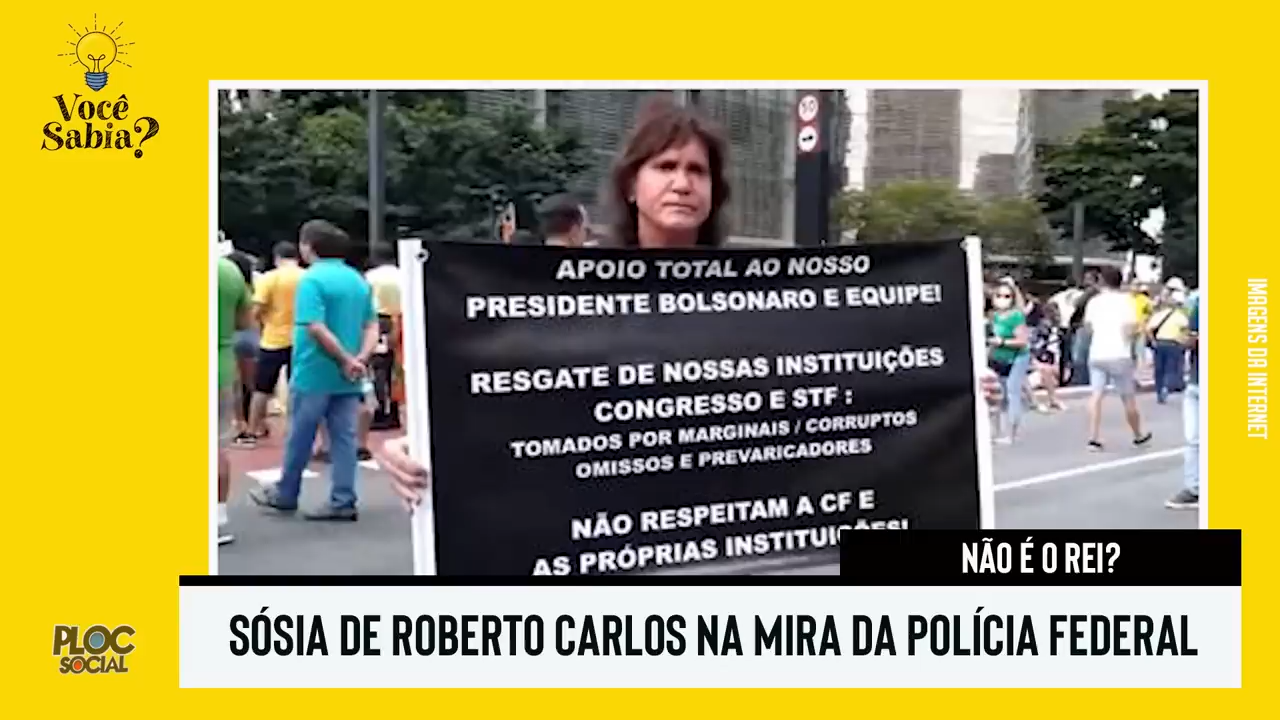 Você
Sabia?
50
APOIO TOTAL AO NOSSO
PRESIDENTE BOLSONARO E EQUIPE!
RESGATE DE NOSSAS INSTITUIÇÕES
CONGRESSO E STF :
TOMADOS POR MARGINAIS / CORRUPTOS
OMISSOS E PREVARICADORES
NÃO RESPEITAM A CF E
AS PRÓPRIAS INSTITUIÇÕES!
IMAGENS DA INTERNET
NÃO É O REI?
SÓSIA DE ROBERTO CARLOS NA MIRA DA POLÍCIA FEDERAL
PLOC
SOCIAL